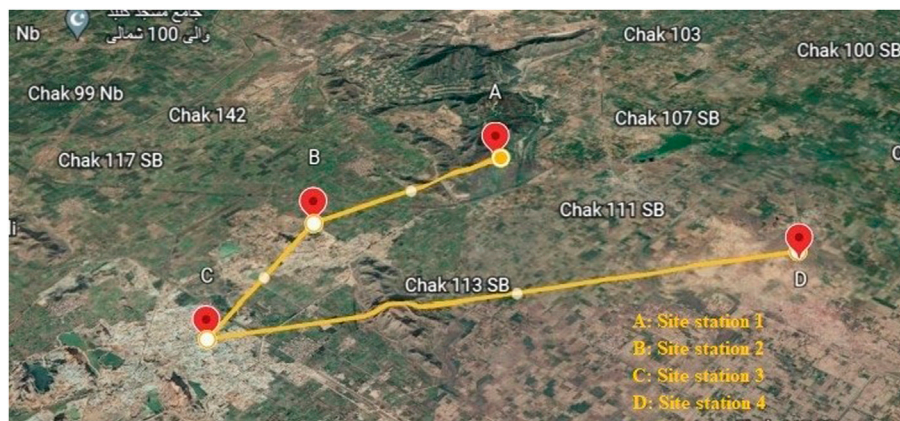 جامع مسجد گنبد
والی 100 شمالی
Nb
Chak 103
Chak 100 SB
Chak 99 Nb
A
Chak 142
Chak 107 SB
Chak 117 SB
B
C
Chak 111 SB
li
C
Chak 113 SB
D
A: Site station 1
B: Site station 2
C: Site station 3
D: Site station 4